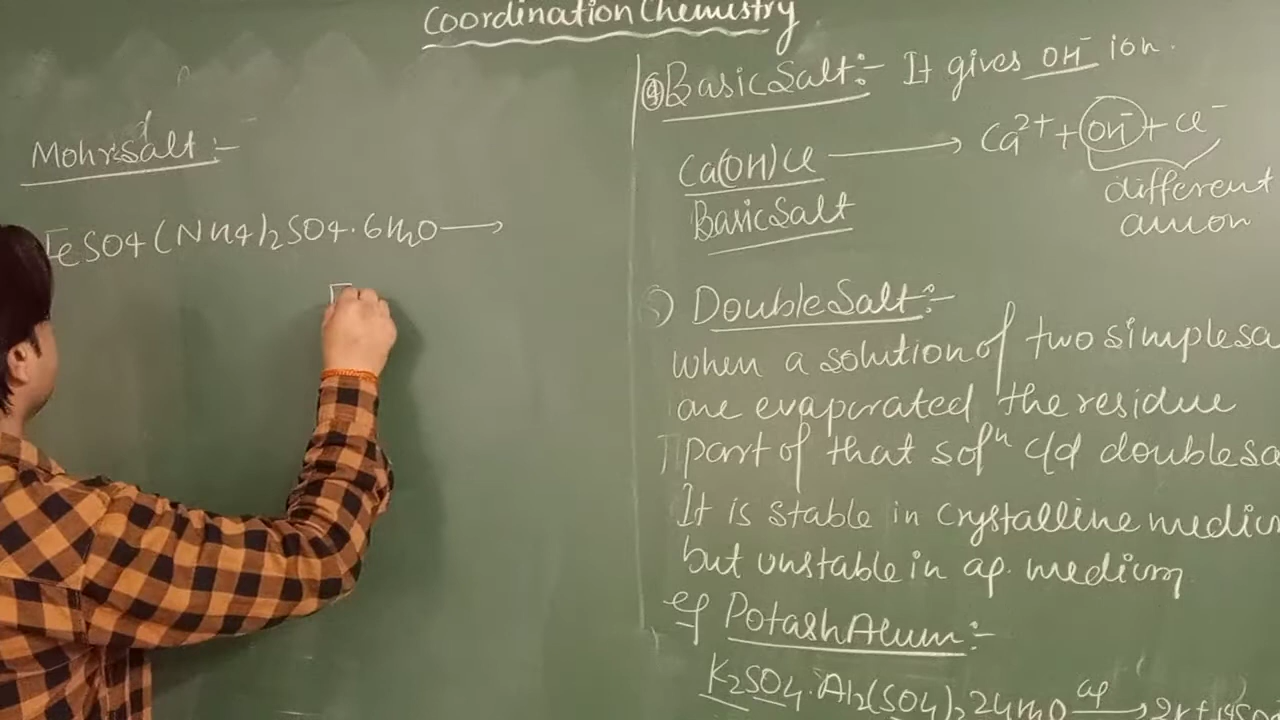 Coordination Chemistry
Mohr's Salt :-
FeSO4(NH4)2SO4·6H2O ⟶
④ Basic Salt :- It gives OH⁻ ion.
Ca(OH)Cl ⟶ Ca²⁺ + OH⁻ + Cl⁻
Basic Salt
different
anion
5) Double Salt :-
When a solution of two simple sa
are evaporated the residue
part of that solⁿ c/d double sa
It is stable in crystalline mediu
but unstable in aq. medium
eg Potash Alum :-
K2SO4·Al2(SO4)3 24H2O aq ⟶ 2K+